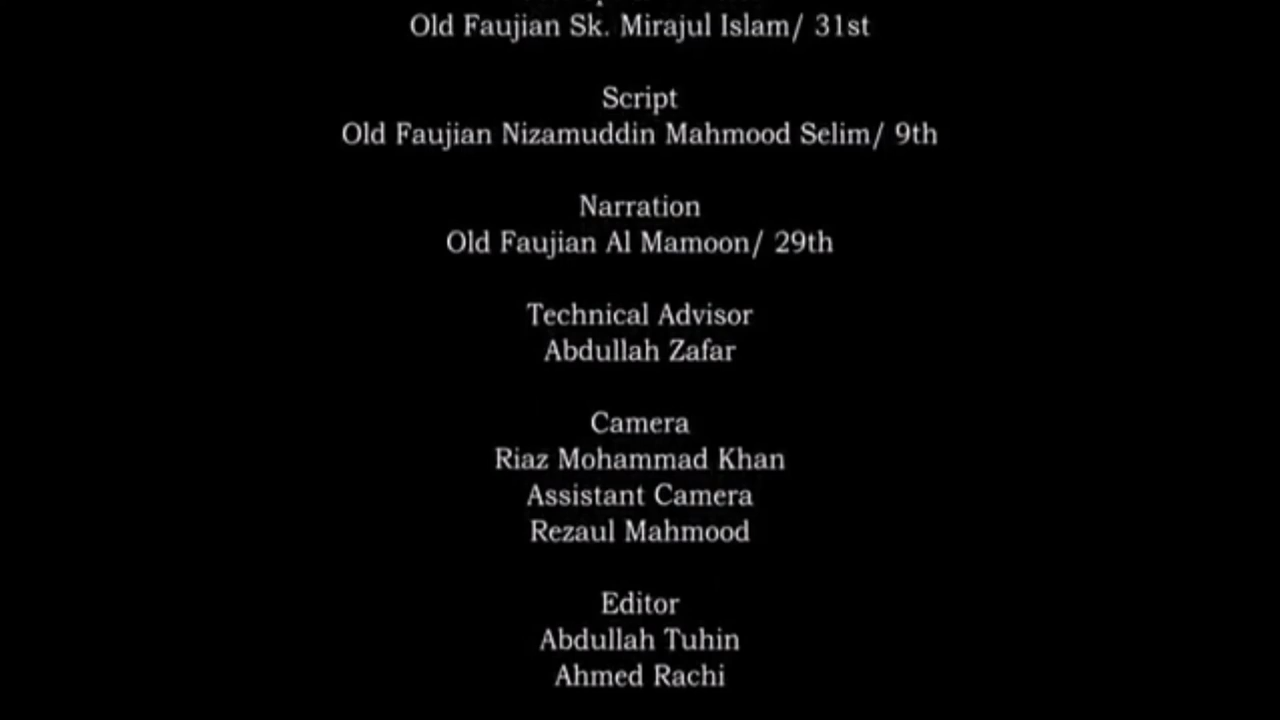 Old Faujian Sk. Mirajul Islam/ 31st
Script
Old Faujian Nizamuddin Mahmood Selim/ 9th
Narration
Old Faujian Al Mamoon/ 29th
Technical Advisor
Abdullah Zafar
Camera
Riaz Mohammad Khan
Assistant Camera
Rezaul Mahmood
Editor
Abdullah Tuhin
Ahmed Rachi